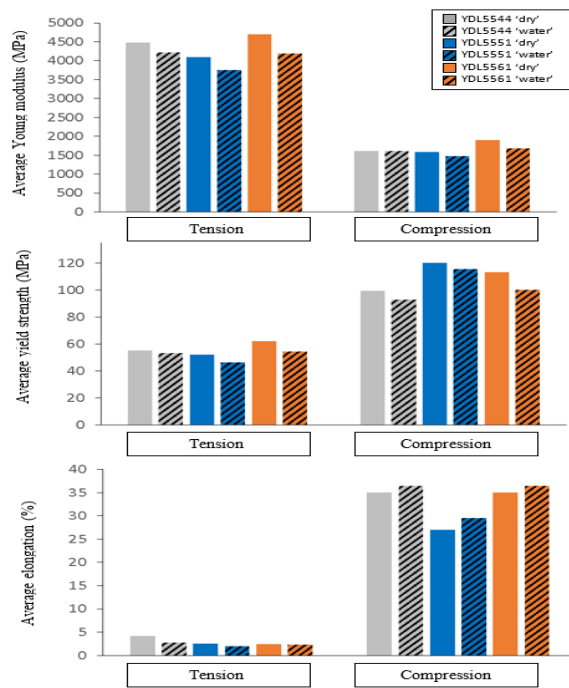 Average Young modulus (MPa)
5000
4500
4000
3500
3000
2500
2000
1500
1000
500
0
YDL5544 ‘dry’
YDL5544 ‘water’
YDL5551 ‘dry’
YDL5551 ‘water’
YDL5561 ‘dry’
YDL5561 ‘water’
Tension
Compression
Average yield strength (MPa)
120
100
80
60
40
20
0
Tension
Compression
Average elongation (%)
40
35
30
25
20
15
10
5
0
Tension
Compression